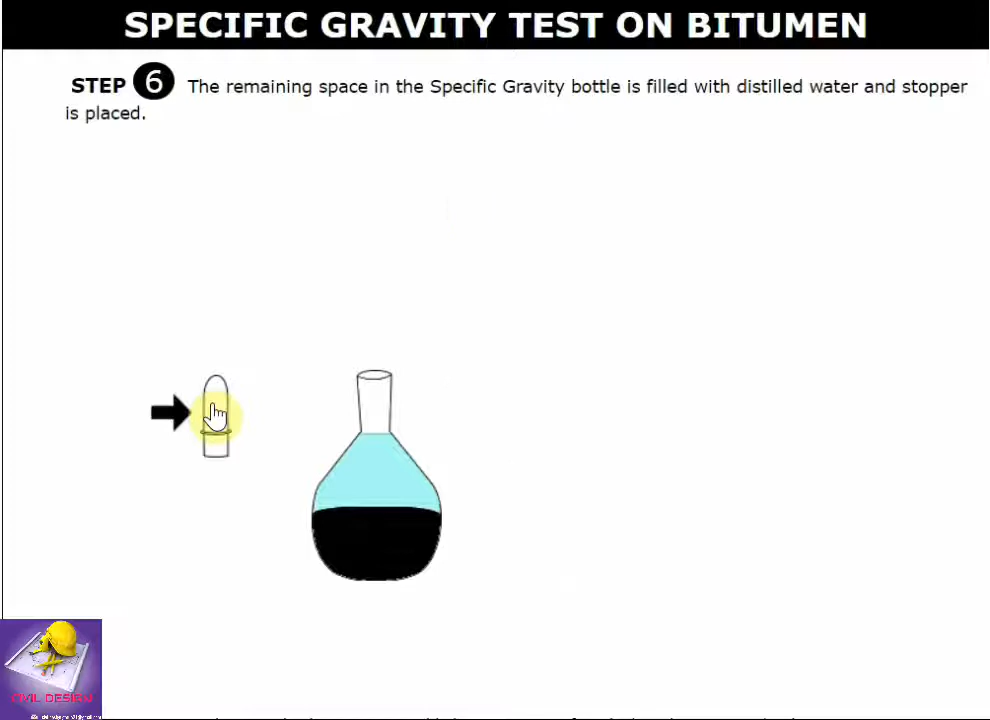 SPECIFIC GRAVITY TEST ON BITUMEN
STEP 6 The remaining space in the Specific Gravity bottle is filled with distilled water and stopper
is placed.
CIVIL DESIGN